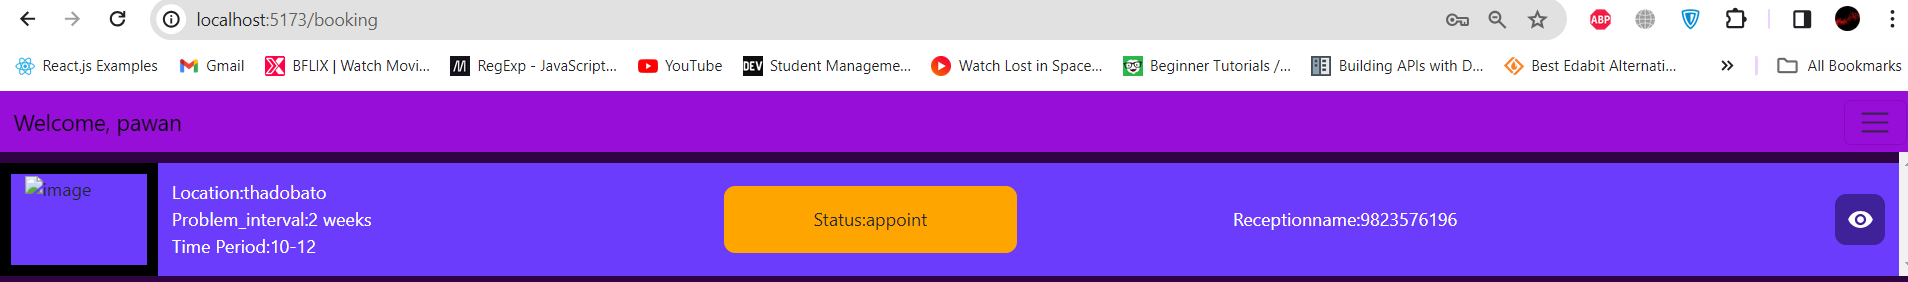 localhost:5173/booking
ABP
React.js Examples
Gmail
BFLIX | Watch Movi...
RegExp - JavaScript...
YouTube
DEV Student Manageme...
Watch Lost in Space...
Beginner Tutorials /...
Building APIs with D...
Best Edabit Alternati...
All Bookmarks
Welcome, pawan
image
Location:thadobato
Problem_interval:2 weeks
Time Period:10-12
Status:appoint
Receptionname:9823576196